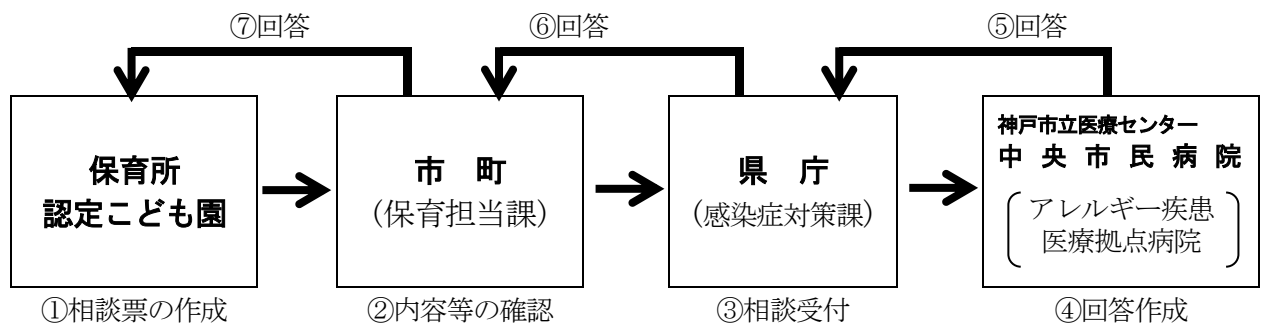 ⑦回答
⑥回答
⑤回答
保育所
認定こども園
市 町
(保育担当課)
県 庁
(感染症対策課)
神戸市立医療センター
中央市民病院
アレルギー疾患
医療拠点病院
①相談票の作成
②内容等の確認
③相談受付
④回答作成